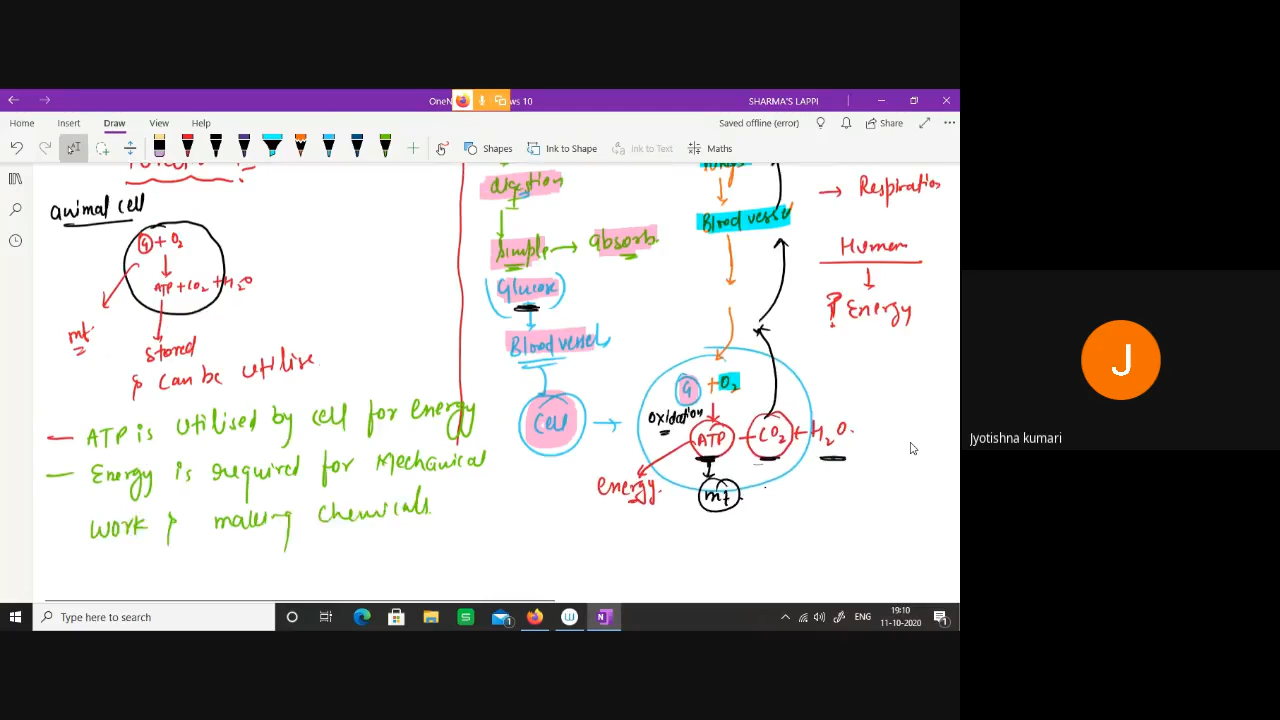 OneN
ws 10
SHARMA'S LAPPI
Home
Insert
Draw
View
Help
Saved offline (error)
Share
Shapes
Ink to Shape
Ink to Text
Maths
animal cell
G + O2
ATP + CO2 + H2O
mt
Stored
& can be utilise
- ATP is utilised by cell for energy
- Energy is required for Mechanical
work & making chemicals
digestion
Simple → absorb.
(Glucose)
Blood vessel
Cell →
Blood vessel
G + O2
oxidation
ATP - CO2 ← H2O.
energy.
mt.
→ Respiration
Human
? Energy
J
Jyotishna kumari
Type here to search
ENG
19:10
11-10-2020